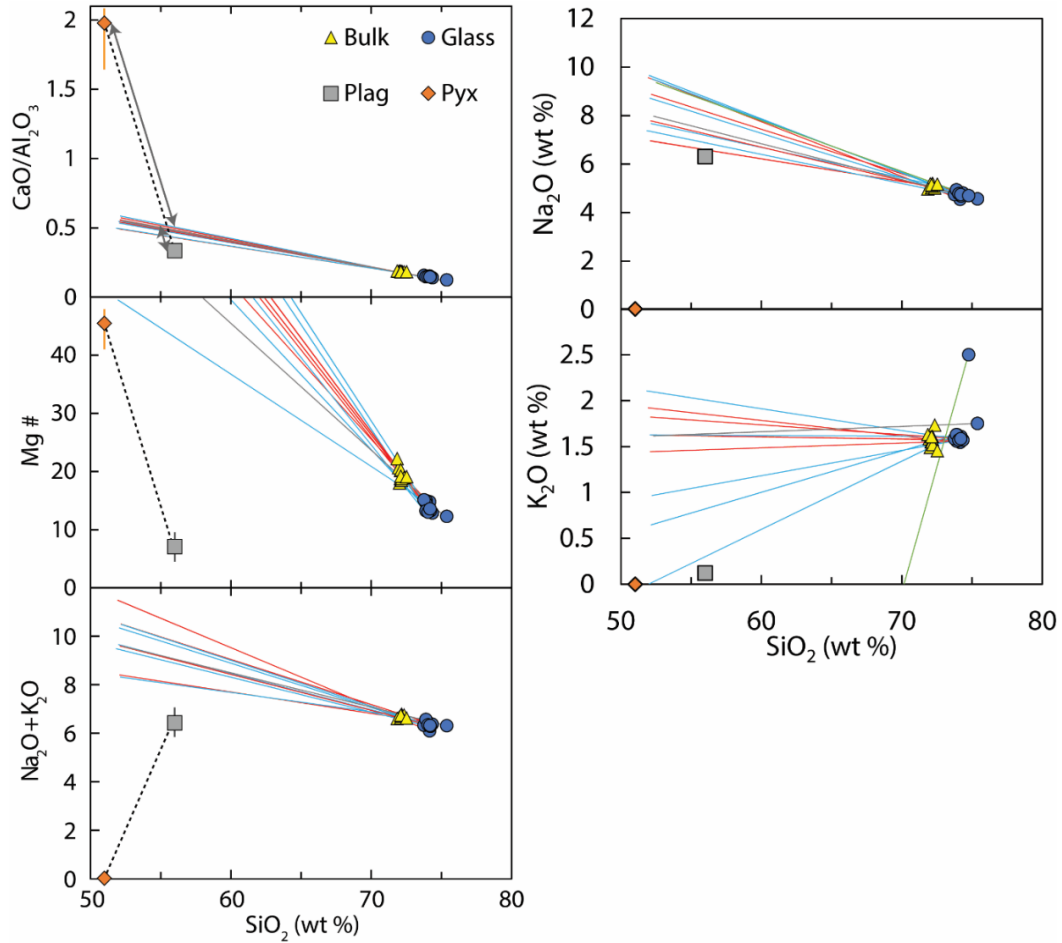 2
1.5
1
0.5
0
CaO/Al₂O₃
Bulk
Glass
Plag
Pyx
40
30
20
10
0
Mg #
10
8
6
4
2
0
Na₂O+K₂O
50 60 70 80
SiO₂ (wt %)
12
10
8
6
4
2
0
Na₂O (wt %)
2.5
2
1.5
1
0.5
0
K₂O (wt %)
50 60 70 80
SiO₂ (wt %)